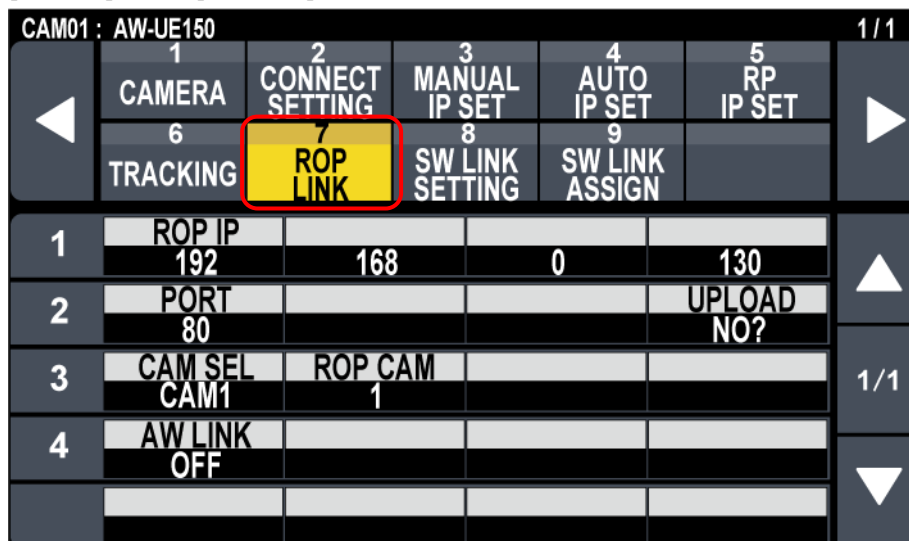 CAM01 : AW-UE150 1 / 1
1 2 3 4 5
CAMERA CONNECT SETTING MANUAL IP SET AUTO IP SET RP IP SET
6 7 8 9
TRACKING ROP LINK SW LINK SETTING SW LINK ASSIGN
1 ROP IP
192 168 0 130
2 PORT UPLOAD
80 NO?
3 CAM SEL ROP CAM 1/1
CAM1 1
4 AW LINK
OFF